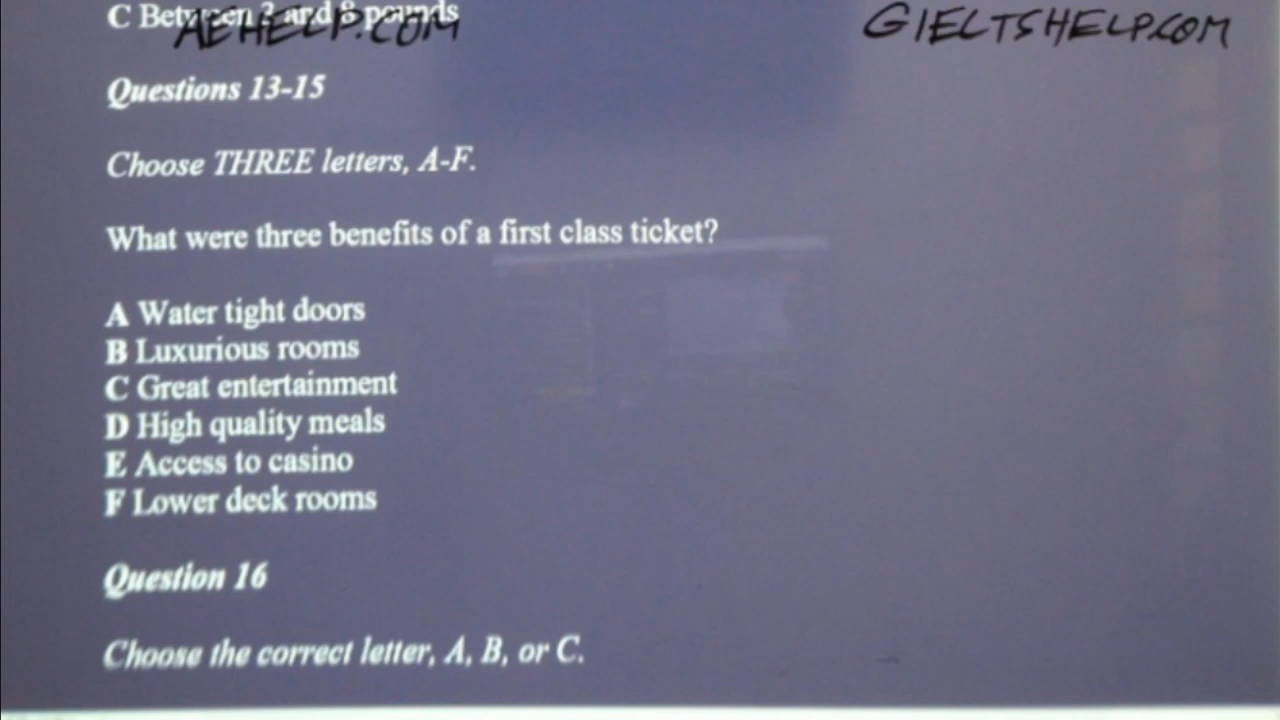 C Between 3 and 8 pounds
AEHELP.COM
GIELTSHELP.COM
Questions 13-15
Choose THREE letters, A-F.
What were three benefits of a first class ticket?
A Water tight doors
B Luxurious rooms
C Great entertainment
D High quality meals
E Access to casino
F Lower deck rooms
Question 16
Choose the correct letter, A, B, or C.